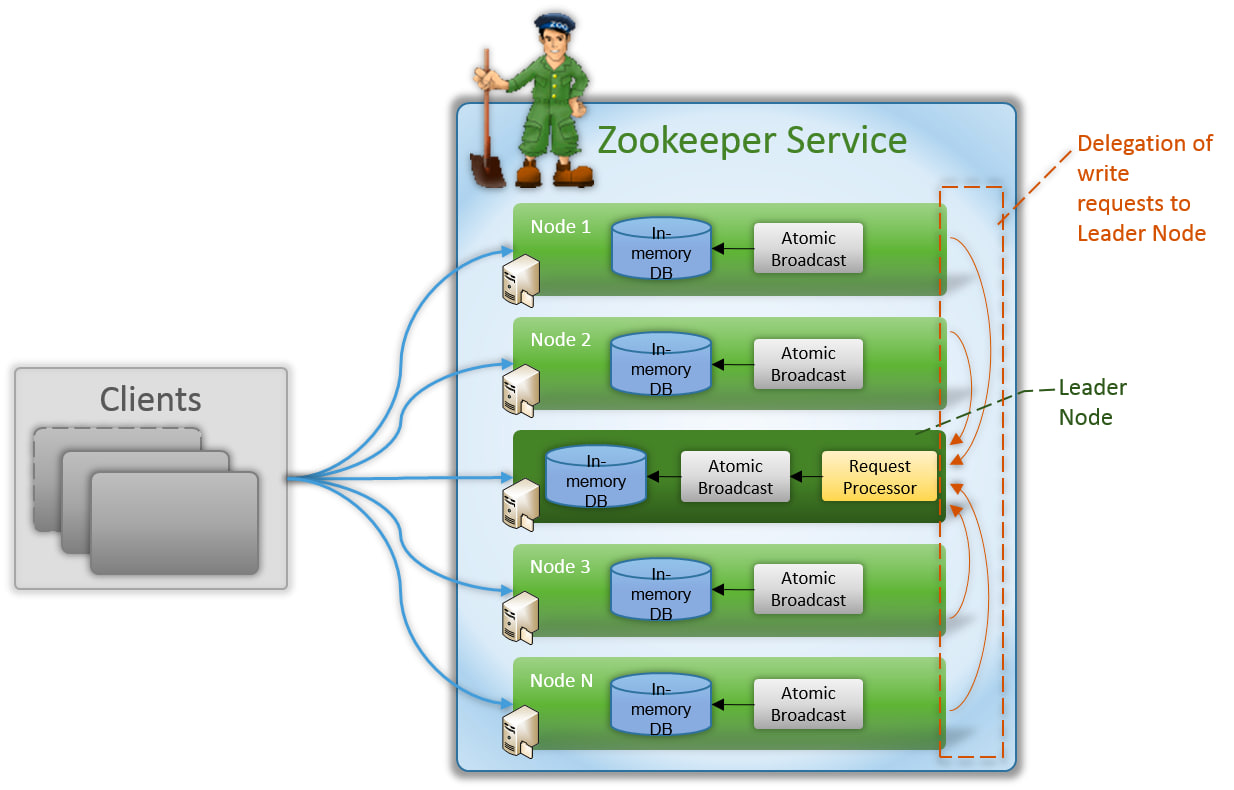 ZOO
Zookeeper Service
Delegation of
write
requests to
Leader Node
Node 1
In-
memory
DB
Atomic
Broadcast
Node 2
In-
memory
DB
Atomic
Broadcast
Leader
Node
Clients
In-
memory
DB
Atomic
Broadcast
Request
Processor
Node 3
In-
memory
DB
Atomic
Broadcast
Node N
In-
memory
DB
Atomic
Broadcast